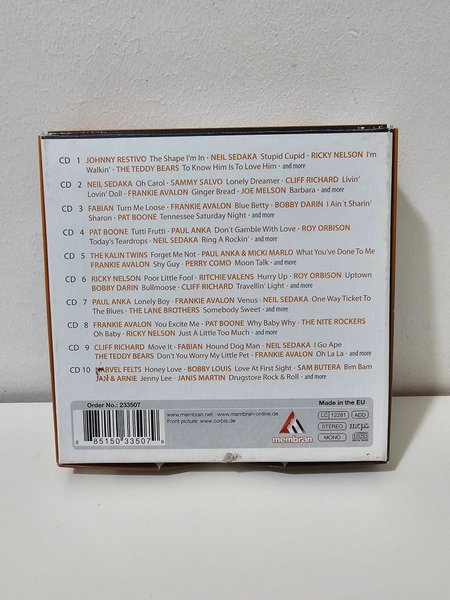 CD 1 JOHNNY RESTIVO The Shape I'm In · NEIL SEDAKA Stupid Cupid · RICKY NELSON I'm
Walkin' · THE TEDDY BEARS To Know Him Is To Love Him · and more
CD 2 NEIL SEDAKA Oh Carol · SAMMY SALVO Lonely Dreamer · CLIFF RICHARD Livin'
Lovin' Doll · FRANKIE AVALON Ginger Bread · JOE MELSON Barbara · and more
CD 3 FABIAN Turn Me Loose · FRANKIE AVALON Blue Betty · BOBBY DARIN I Ain't Sharin'
Sharon · PAT BOONE Tennessee Saturday Night · and more
CD 4 PAT BOONE Tutti Frutti · PAUL ANKA Don't Gamble With Love · ROY ORBISON
Today's Teardrops · NEIL SEDAKA Ring A Rockin' · and more
CD 5 THE KALIN TWINS Forget Me Not · PAUL ANKA & MICKI MARLO What You've Done To Me
FRANKIE AVALON Shy Guy · PERRY COMO Moon Talk · and more
CD 6 RICKY NELSON Poor Little Fool · RITCHIE VALENS Hurry Up · ROY ORBISON Uptown
BOBBY DARIN Bullmoose · CLIFF RICHARD Travellin' Light · and more
CD 7 PAUL ANKA Lonely Boy · FRANKIE AVALON Venus · NEIL SEDAKA One Way Ticket To
The Blues · THE LANE BROTHERS Somebody Sweet · and more
CD 8 FRANKIE AVALON You Excite Me · PAT BOONE Why Baby Why · THE NITE ROCKERS
Oh Baby · RICKY NELSON Just A Little Too Much · and more
CD 9 CLIFF RICHARD Move It · FABIAN Hound Dog Man · NEIL SEDAKA I Go Ape
THE TEDDY BEARS Don't You Worry My Little Pet · FRANKIE AVALON Oh La La · and more
CD 10 MARVEL FELTS Honey Love · BOBBY LOUIS Love At First Sight · SAM BUTERA Bim Bam
JAN & ARNIE Jenny Lee · JANIS MARTIN Drugstore Rock & Roll · and more
Order No.: 233507
Made in the EU
www.membran.net www.membran-online.de
Front picture: www.corbis.de
membran
LC 12281 ADD
STEREO mcps
MONO
8 85150 33507 9